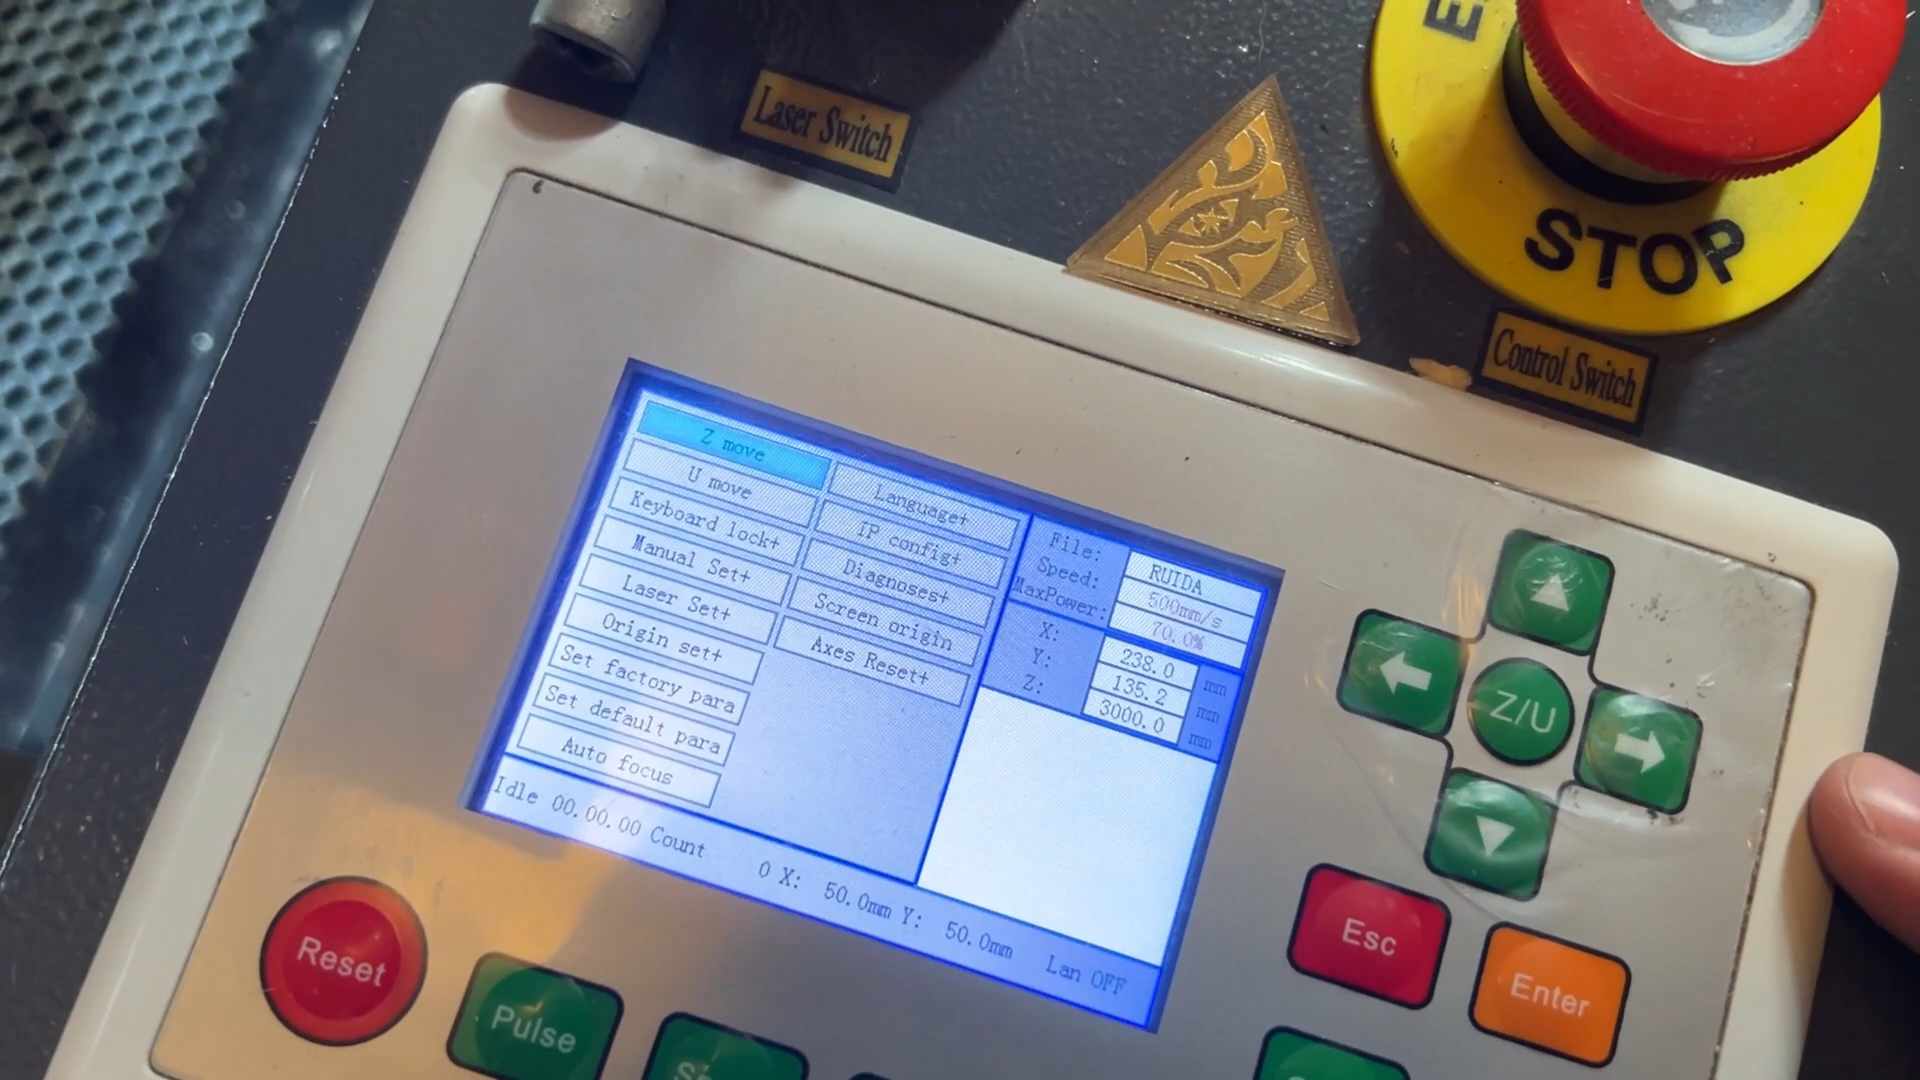 Laser Switch
STOP
Control Switch
Z move
U move
Keyboard lock+
Manual Set+
Laser Set+
Origin set+
Set factory para
Set default para
Auto focus
Language+
IP config+
Diagnoses+
Screen origin
Axes Reset+
File: RUIDA
Speed: 500mm/s
MaxPower: 70.0%
X: 238.0 mm
Y: 135.2 mm
Z: 3000.0 mm
Idle 00.00.00 Count 0 X: 50.0mm Y: 50.0mm Lan OFF
Z/U
Esc
Enter
Reset
Pulse